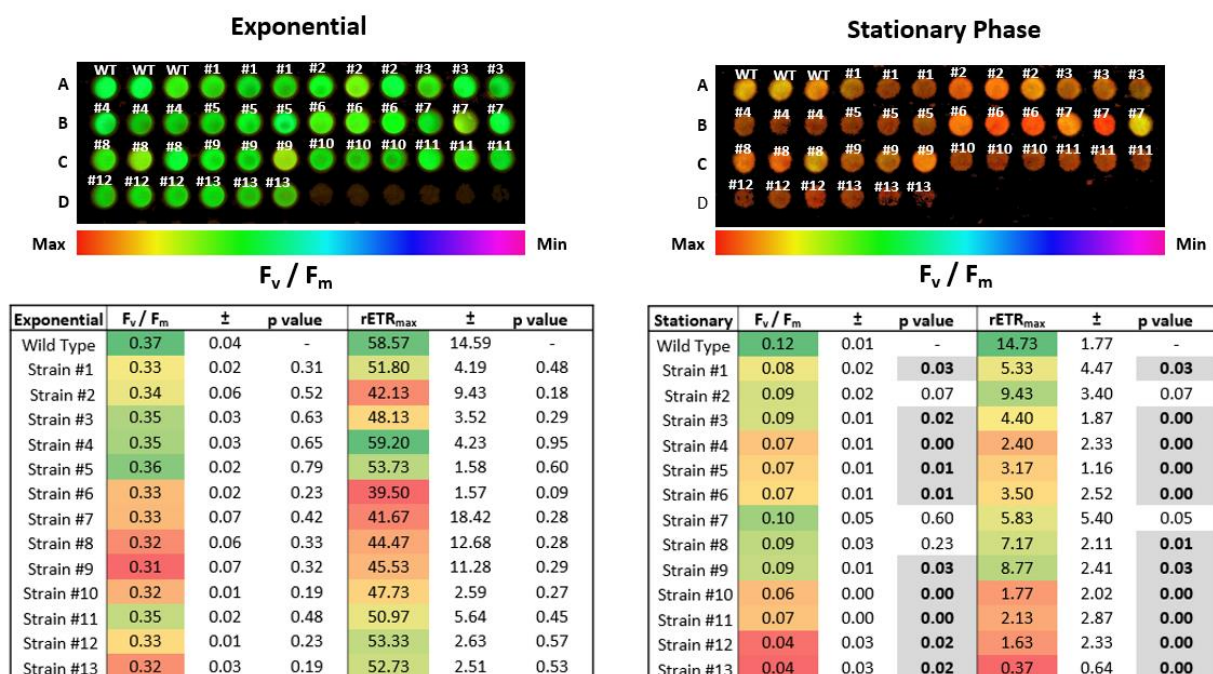 Exponential
WT WT WT #1 #1 #1 #2 #2 #2 #3 #3 #3
A
#4 #4 #4 #5 #5 #5 #6 #6 #6 #7 #7 #7
B
#8 #8 #8 #9 #9 #9 #10 #10 #10 #11 #11 #11
C
#12 #12 #12 #13 #13 #13
D
Max Min
Fv / Fm
Exponential Fv / Fm ± p value rETRmax ± p value
Wild Type 0.37 0.04 - 58.57 14.59 -
Strain #1 0.33 0.02 0.31 51.80 4.19 0.48
Strain #2 0.34 0.06 0.52 42.13 9.43 0.18
Strain #3 0.35 0.03 0.63 48.13 3.52 0.29
Strain #4 0.35 0.03 0.65 59.20 4.23 0.95
Strain #5 0.36 0.02 0.79 53.73 1.58 0.60
Strain #6 0.33 0.02 0.23 39.50 1.57 0.09
Strain #7 0.33 0.07 0.42 41.67 18.42 0.28
Strain #8 0.32 0.06 0.33 44.47 12.68 0.28
Strain #9 0.31 0.07 0.32 45.53 11.28 0.29
Strain #10 0.32 0.01 0.19 47.73 2.59 0.27
Strain #11 0.35 0.02 0.48 50.97 5.64 0.45
Strain #12 0.33 0.01 0.23 53.33 2.63 0.57
Strain #13 0.32 0.03 0.19 52.73 2.51 0.53
Stationary Phase
WT WT WT #1 #1 #1 #2 #2 #2 #3 #3 #3
A
#4 #4 #4 #5 #5 #5 #6 #6 #6 #7 #7 #7
B
#8 #8 #8 #9 #9 #9 #10 #10 #10 #11 #11 #11
C
#12 #12 #12 #13 #13 #13
D
Max Min
Fv / Fm
Stationary Fv / Fm ± p value rETRmax ± p value
Wild Type 0.12 0.01 - 14.73 1.77 -
Strain #1 0.08 0.02 0.03 5.33 4.47 0.03
Strain #2 0.09 0.02 0.07 9.43 3.40 0.07
Strain #3 0.09 0.01 0.02 4.40 1.87 0.00
Strain #4 0.07 0.01 0.00 2.40 2.33 0.00
Strain #5 0.07 0.01 0.01 3.17 1.16 0.00
Strain #6 0.07 0.01 0.01 3.50 2.52 0.00
Strain #7 0.10 0.05 0.60 5.83 5.40 0.05
Strain #8 0.09 0.03 0.23 7.17 2.11 0.01
Strain #9 0.09 0.01 0.03 8.77 2.41 0.03
Strain #10 0.06 0.00 0.00 1.77 2.02 0.00
Strain #11 0.07 0.00 0.00 2.13 2.87 0.00
Strain #12 0.04 0.03 0.02 1.63 2.33 0.00
Strain #13 0.04 0.03 0.02 0.37 0.64 0.00